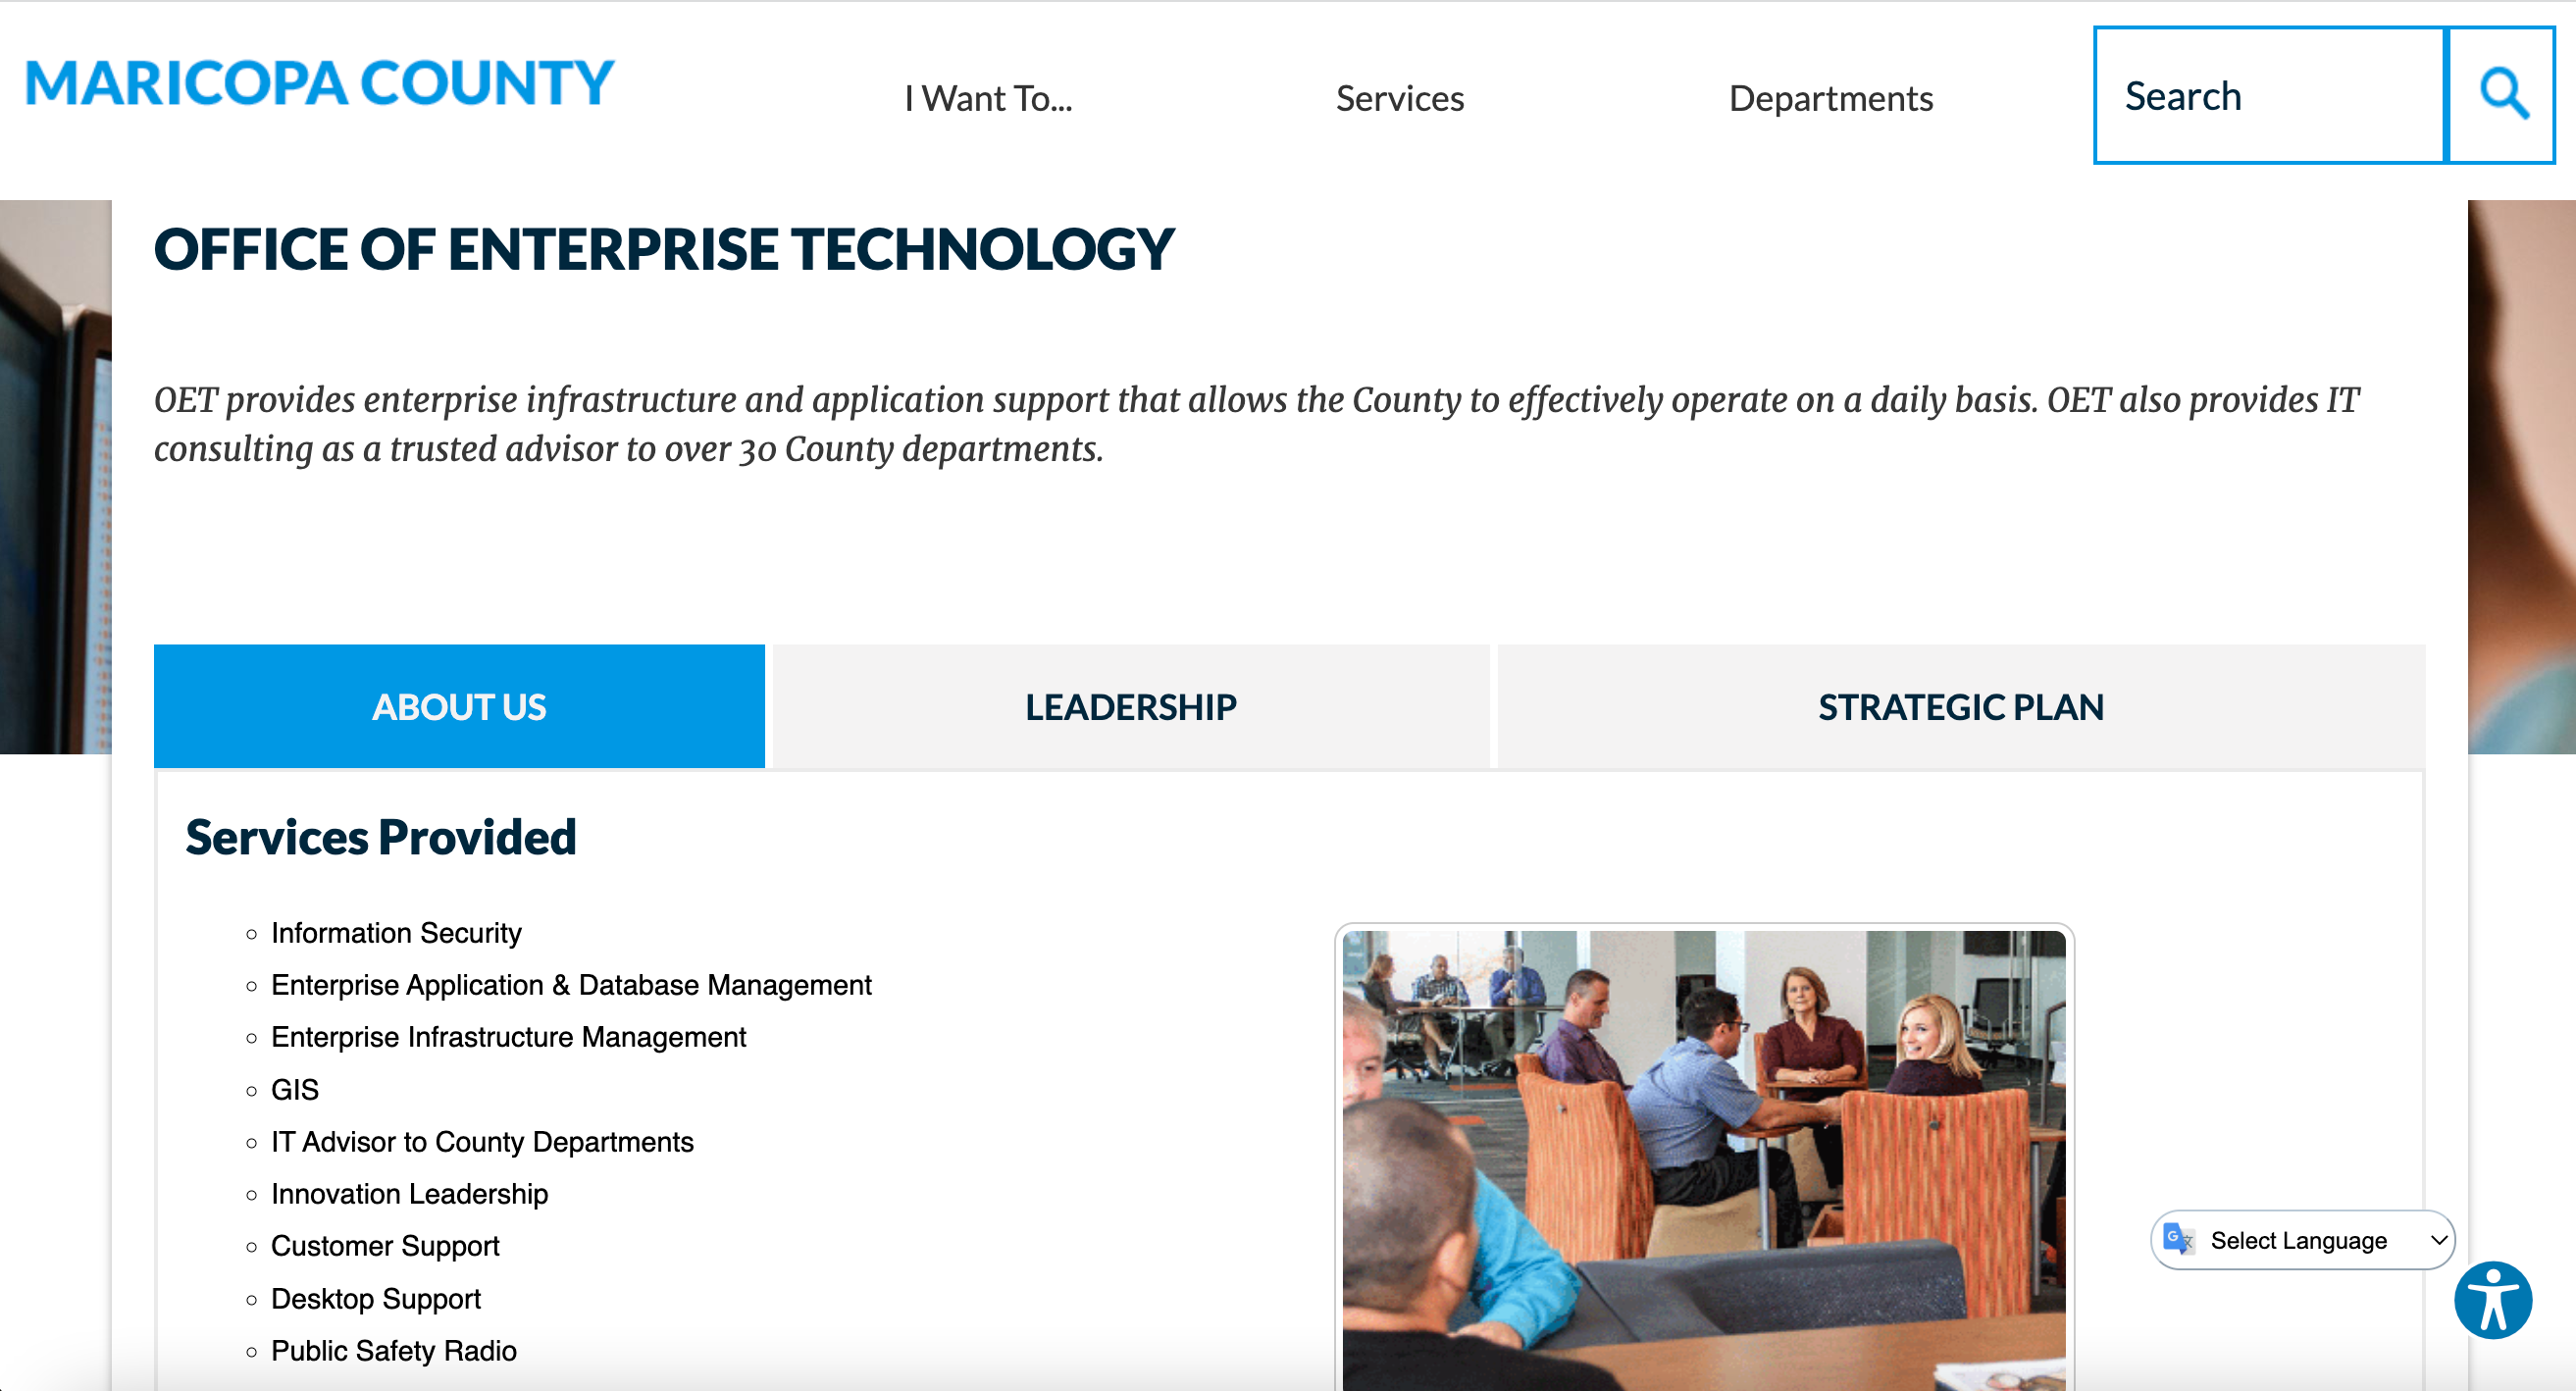 MARICOPA COUNTY
I Want To...
Services
Departments
Search
OFFICE OF ENTERPRISE TECHNOLOGY
OET provides enterprise infrastructure and application support that allows the County to effectively operate on a daily basis. OET also provides IT
consulting as a trusted advisor to over 30 County departments.
ABOUT US
LEADERSHIP
STRATEGIC PLAN
Services Provided
Information Security
Enterprise Application & Database Management
Enterprise Infrastructure Management
GIS
IT Advisor to County Departments
Innovation Leadership
Customer Support
Desktop Support
Public Safety Radio
Select Language